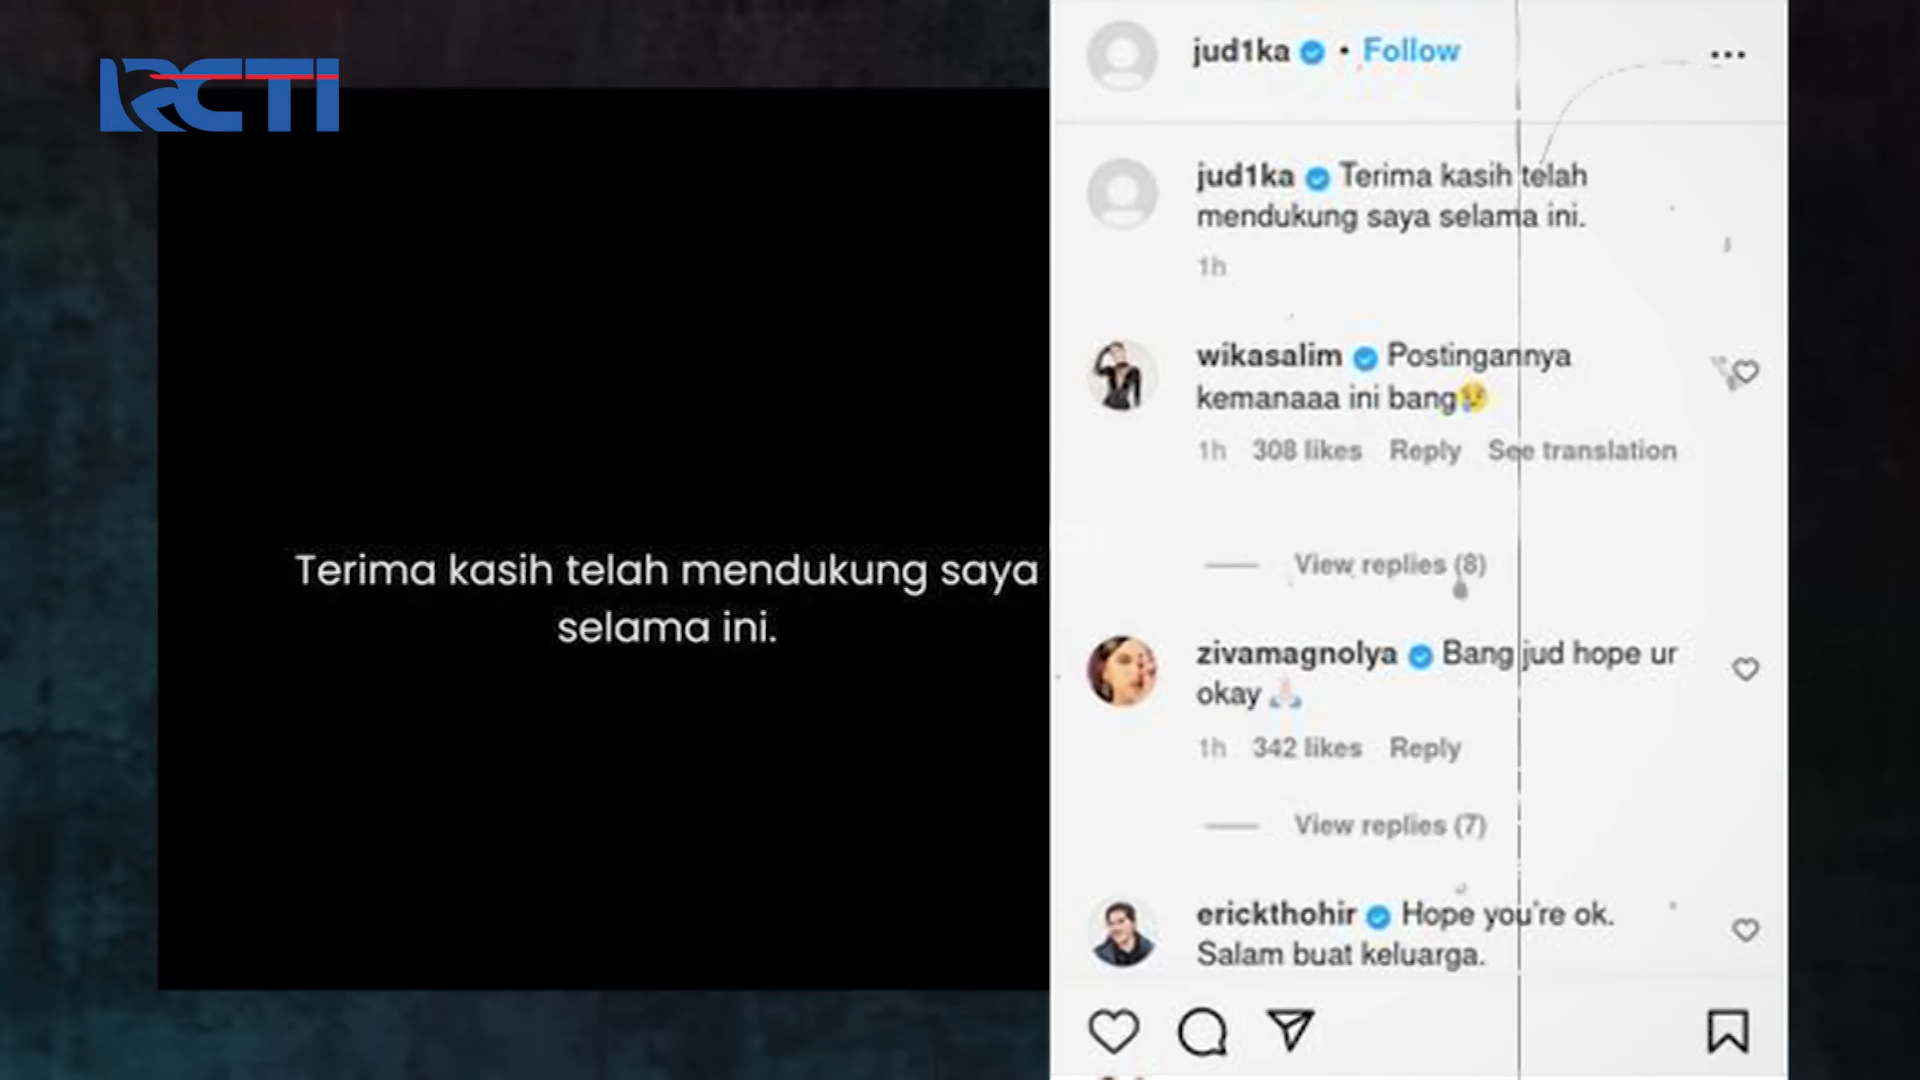 RCTI
Terima kasih telah mendukung saya
selama ini.
jud1ka • Follow
jud1ka Terima kasih telah
mendukung saya selama ini.
1h
wikasalim Postingannya
kemanaaa ini bang😢
1h 308 likes Reply See translation
View replies (8)
zivamagnolya Bang jud hope ur
okay 🙏🏻
1h 342 likes Reply
View replies (7)
erickthohir Hope you're ok.
Salam buat keluarga.